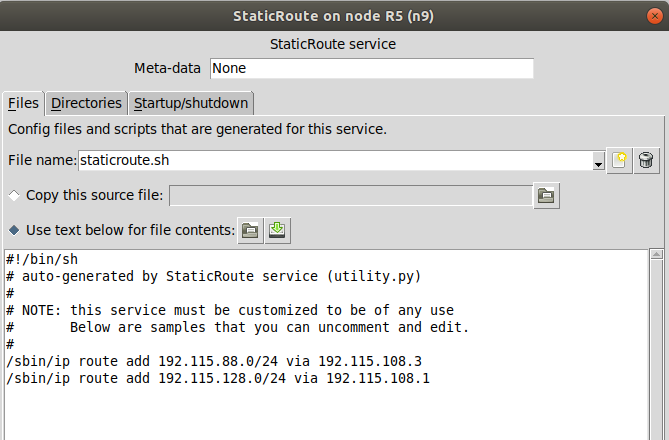 StaticRoute on node R5 (n9)
StaticRoute service
Meta-data None
Files Directories Startup/shutdown
Config files and scripts that are generated for this service.
File name: staticroute.sh
Copy this source file:
Use text below for file contents:
#!/bin/sh
# auto-generated by StaticRoute service (utility.py)
#
# NOTE: this service must be customized to be of any use
#       Below are samples that you can uncomment and edit.
#
/sbin/ip route add 192.115.88.0/24 via 192.115.108.3
/sbin/ip route add 192.115.128.0/24 via 192.115.108.1